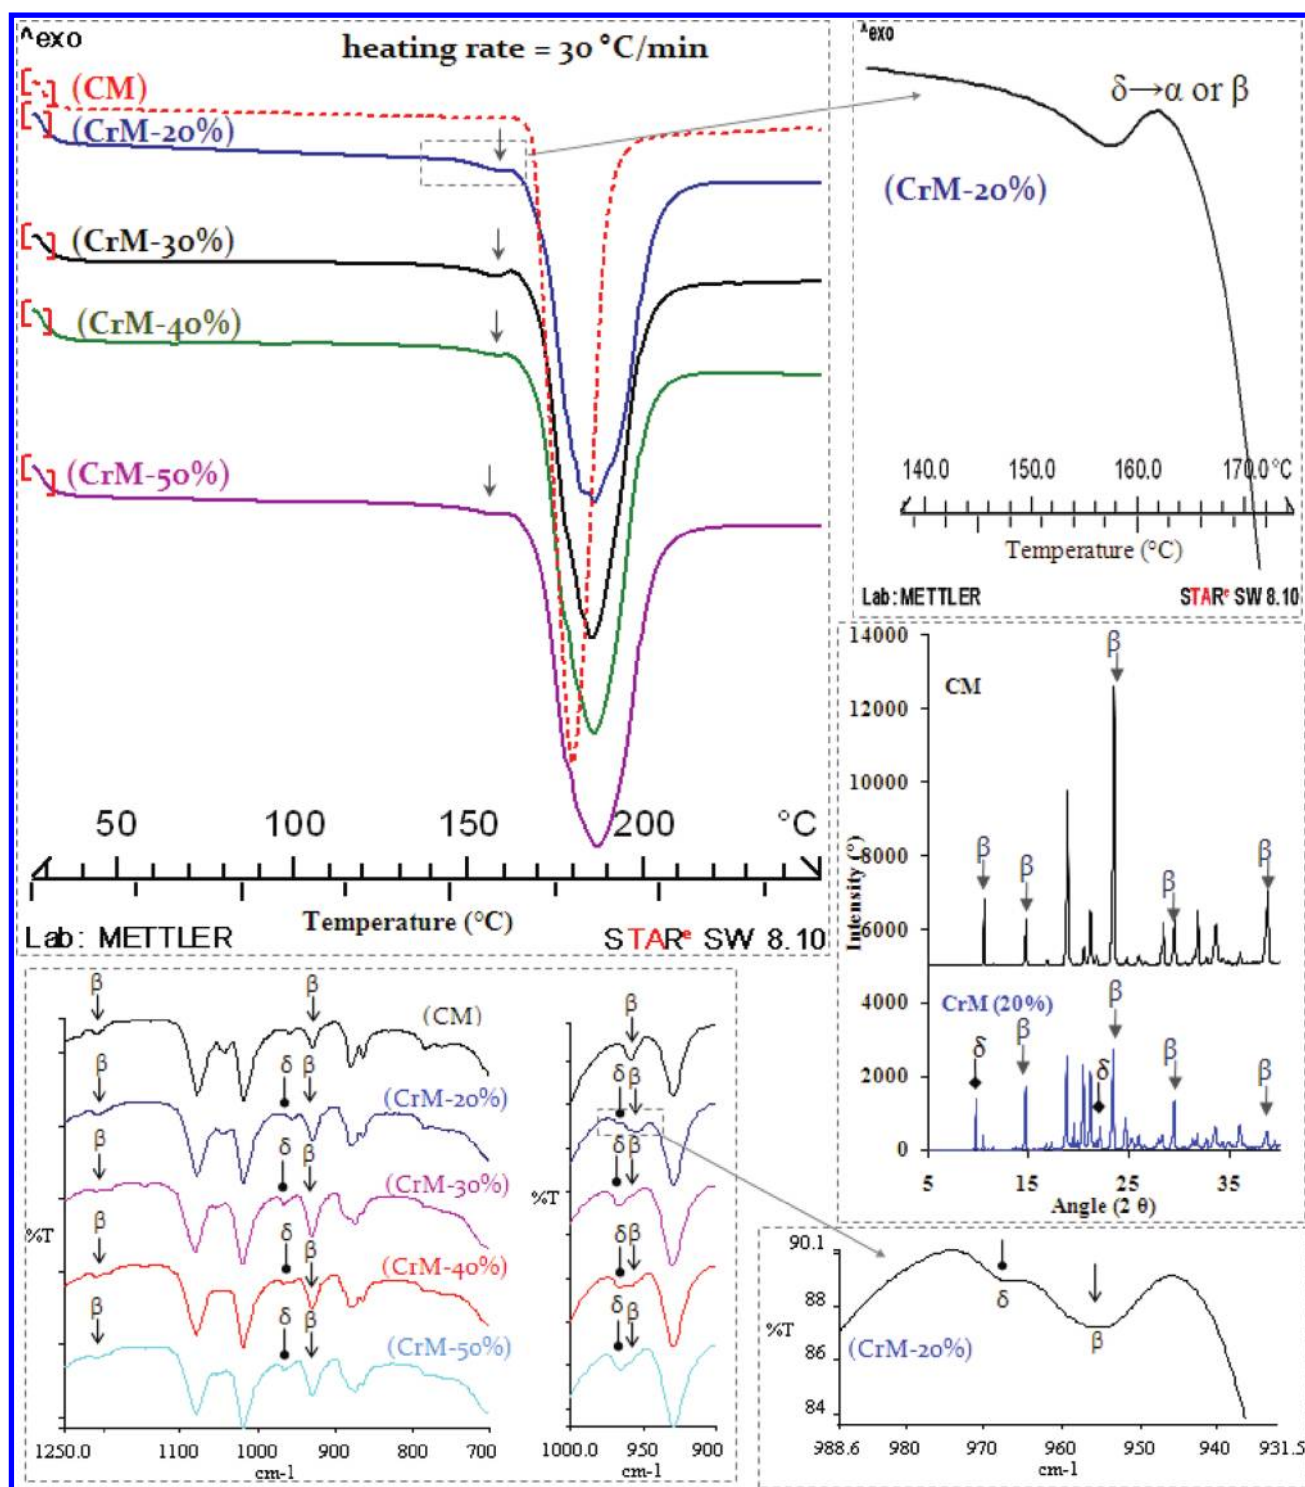 ^exo
heating rate = 30 °C/min
(CM)
(CrM-20%)
(CrM-30%)
(CrM-40%)
(CrM-50%)
50 100 150 200 °C
Temperature (°C)
Lab: METTLER STARe SW 8.10
^exo
δ→α or β
(CrM-20%)
140.0 150.0 160.0 170.0 °C
Temperature (°C)
Lab: METTLER STARe SW 8.10
14000
12000
10000
8000
6000
4000
2000
0
Intensity (°)
CM
β
β
β
β
β
CrM (20%)
δ
β
δ
β
β
β
5 15 25 35
Angle (2 θ)
β β
(CM)
β δ β
(CrM-20%)
β δ β
(CrM-30%)
%T
β δ β
(CrM-40%)
β δ β
(CrM-50%)
1250.0 1100 1000 900 800 700
cm-1
β
δ β
δ β
%T
δ β
δ β
1000.0 950 900
cm-1
90.1
88
%T
86
84
δ
β
(CrM-20%)
988.6 980 970 960 950 940 931.5
cm-1